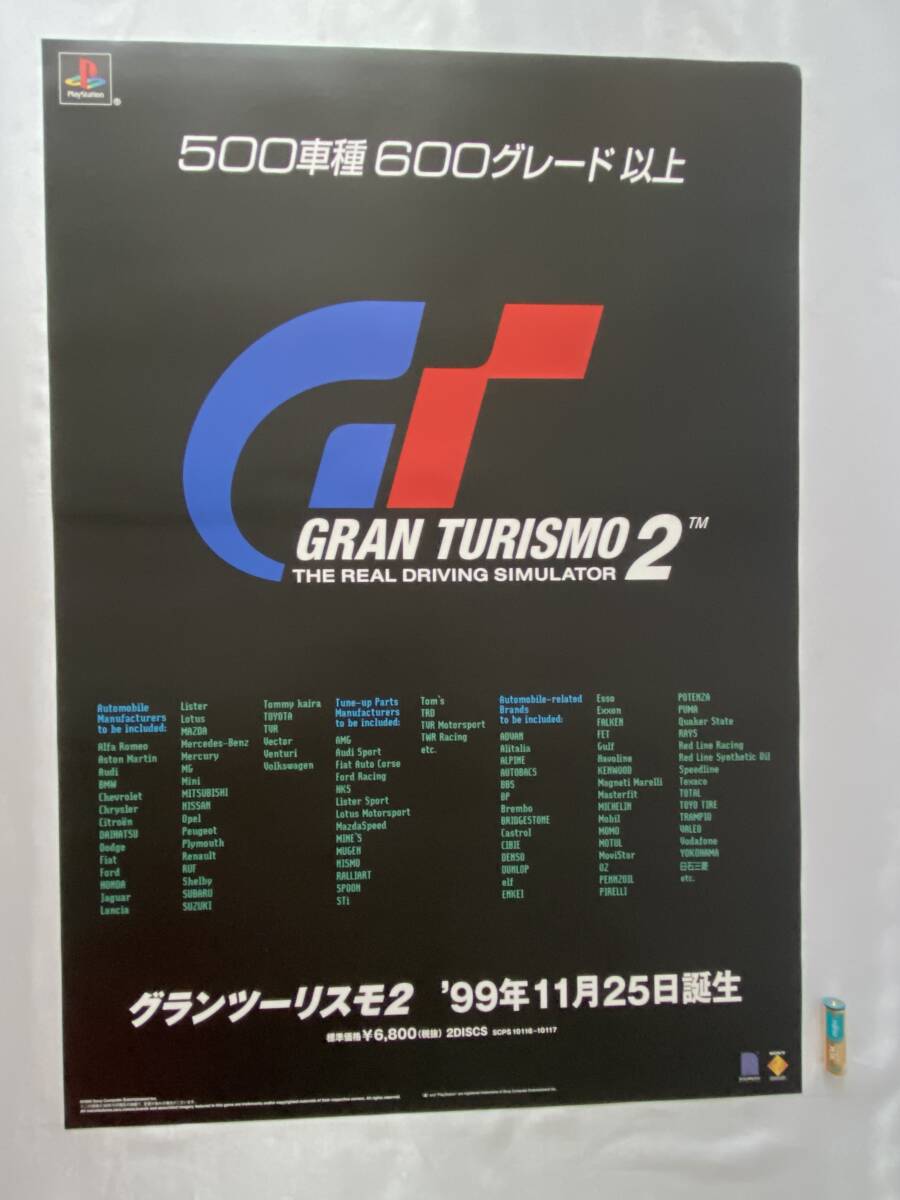 PlayStation
®
500車種 600グレード 以上
GRAN TURISMO 2 ™
THE REAL DRIVING SIMULATOR
Automobile
Manufacturers
to be included:
Alfa Romeo
Aston Martin
Audi
BMW
Chevrolet
Chrysler
Citroën
DAIHATSU
Dodge
Fiat
Ford
HONDA
Jaguar
Lancia
Lister
Lotus
MAZDA
Mercedes-Benz
Mercury
MG
Mini
MITSUBISHI
NISSAN
Opel
Peugeot
Plymouth
Renault
RUF
Shelby
SUBARU
SUZUKI
Tommy kaira
TOYOTA
TVR
Vector
Venturi
Volkswagen
Tune-up Parts
Manufacturers
to be included:
AMG
Audi Sport
Fiat Auto Corse
Ford Racing
HKS
Lister Sport
Lotus Motorsport
MazdaSpeed
MINE'S
MUGEN
NISMO
RALLIART
SPOON
STi
Tom's
TRD
TVR Motorsport
TWR Racing
etc.
Automobile-related
Brands
to be included:
ADVAN
Alitalia
ALPINE
AUTOBACS
BBS
BP
Brembo
BRIDGESTONE
Castrol
CIBIE
DENSO
DUNLOP
elf
ENKEI
Esso
Exxon
FALKEN
FET
Gulf
Havoline
KENWOOD
Magneti Marelli
Masterfit
MICHELIN
Mobil
MOMO
MOTUL
MoviStar
OZ
PENNZOIL
PIRELLI
POTENZA
PUMA
Quaker State
RAYS
Red Line Racing
Red Line Synthetic Oil
Speedline
Texaco
TOTAL
TOYO TIRE
TRAMPIO
VALEO
Vodafone
YOKOHAMA
白石三菱
etc.
グランツーリスモ2 '99年11月25日誕生
標準価格¥6,800(税抜) 2DISCS SCPS 10116-10117
SONY